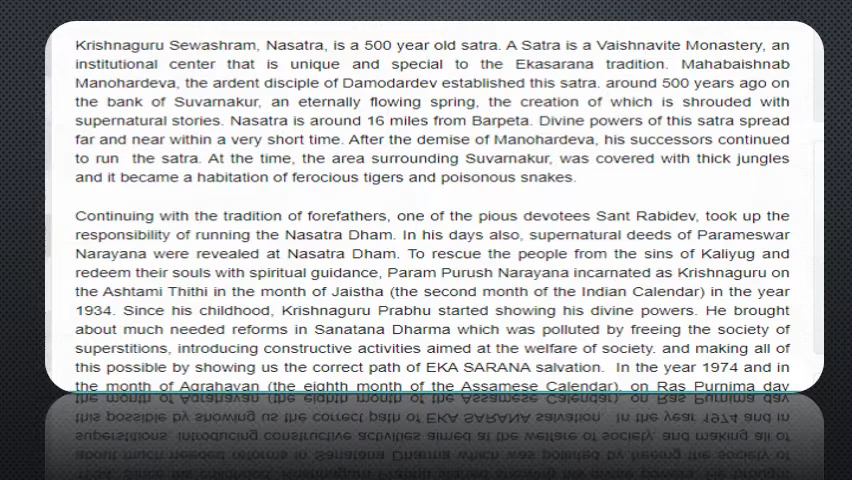 Krishnaguru Sewashram, Nasatra, is a 500 year old satra. A Satra is a Vaishnavite Monastery, an
institutional center that is unique and special to the Ekasarana tradition. Mahabaishnab
Manohardeva, the ardent disciple of Damodardev established this satra. around 500 years ago on
the bank of Suvarnakur, an eternally flowing spring, the creation of which is shrouded with
supernatural stories. Nasatra is around 16 miles from Barpeta. Divine powers of this satra spread
far and near within a very short time. After the demise of Manohardeva, his successors continued
to run the satra. At the time, the area surrounding Suvarnakur, was covered with thick jungles
and it became a habitation of ferocious tigers and poisonous snakes.
Continuing with the tradition of forefathers, one of the pious devotees Sant Rabidev, took up the
responsibility of running the Nasatra Dham. In his days also, supernatural deeds of Parameswar
Narayana were revealed at Nasatra Dham. To rescue the people from the sins of Kaliyug and
redeem their souls with spiritual guidance, Param Purush Narayana incarnated as Krishnaguru on
the Ashtami Thithi in the month of Jaistha (the second month of the Indian Calendar) in the year
1934. Since his childhood, Krishnaguru Prabhu started showing his divine powers. He brought
about much needed reforms in Sanatana Dharma which was polluted by freeing the society of
superstitions, introducing constructive activities aimed at the welfare of society. and making all of
this possible by showing us the correct path of EKA SARANA salvation. In the year 1974 and in
the month of Agrahayan (the eighth month of the Assamese Calendar), on Ras Purnima day